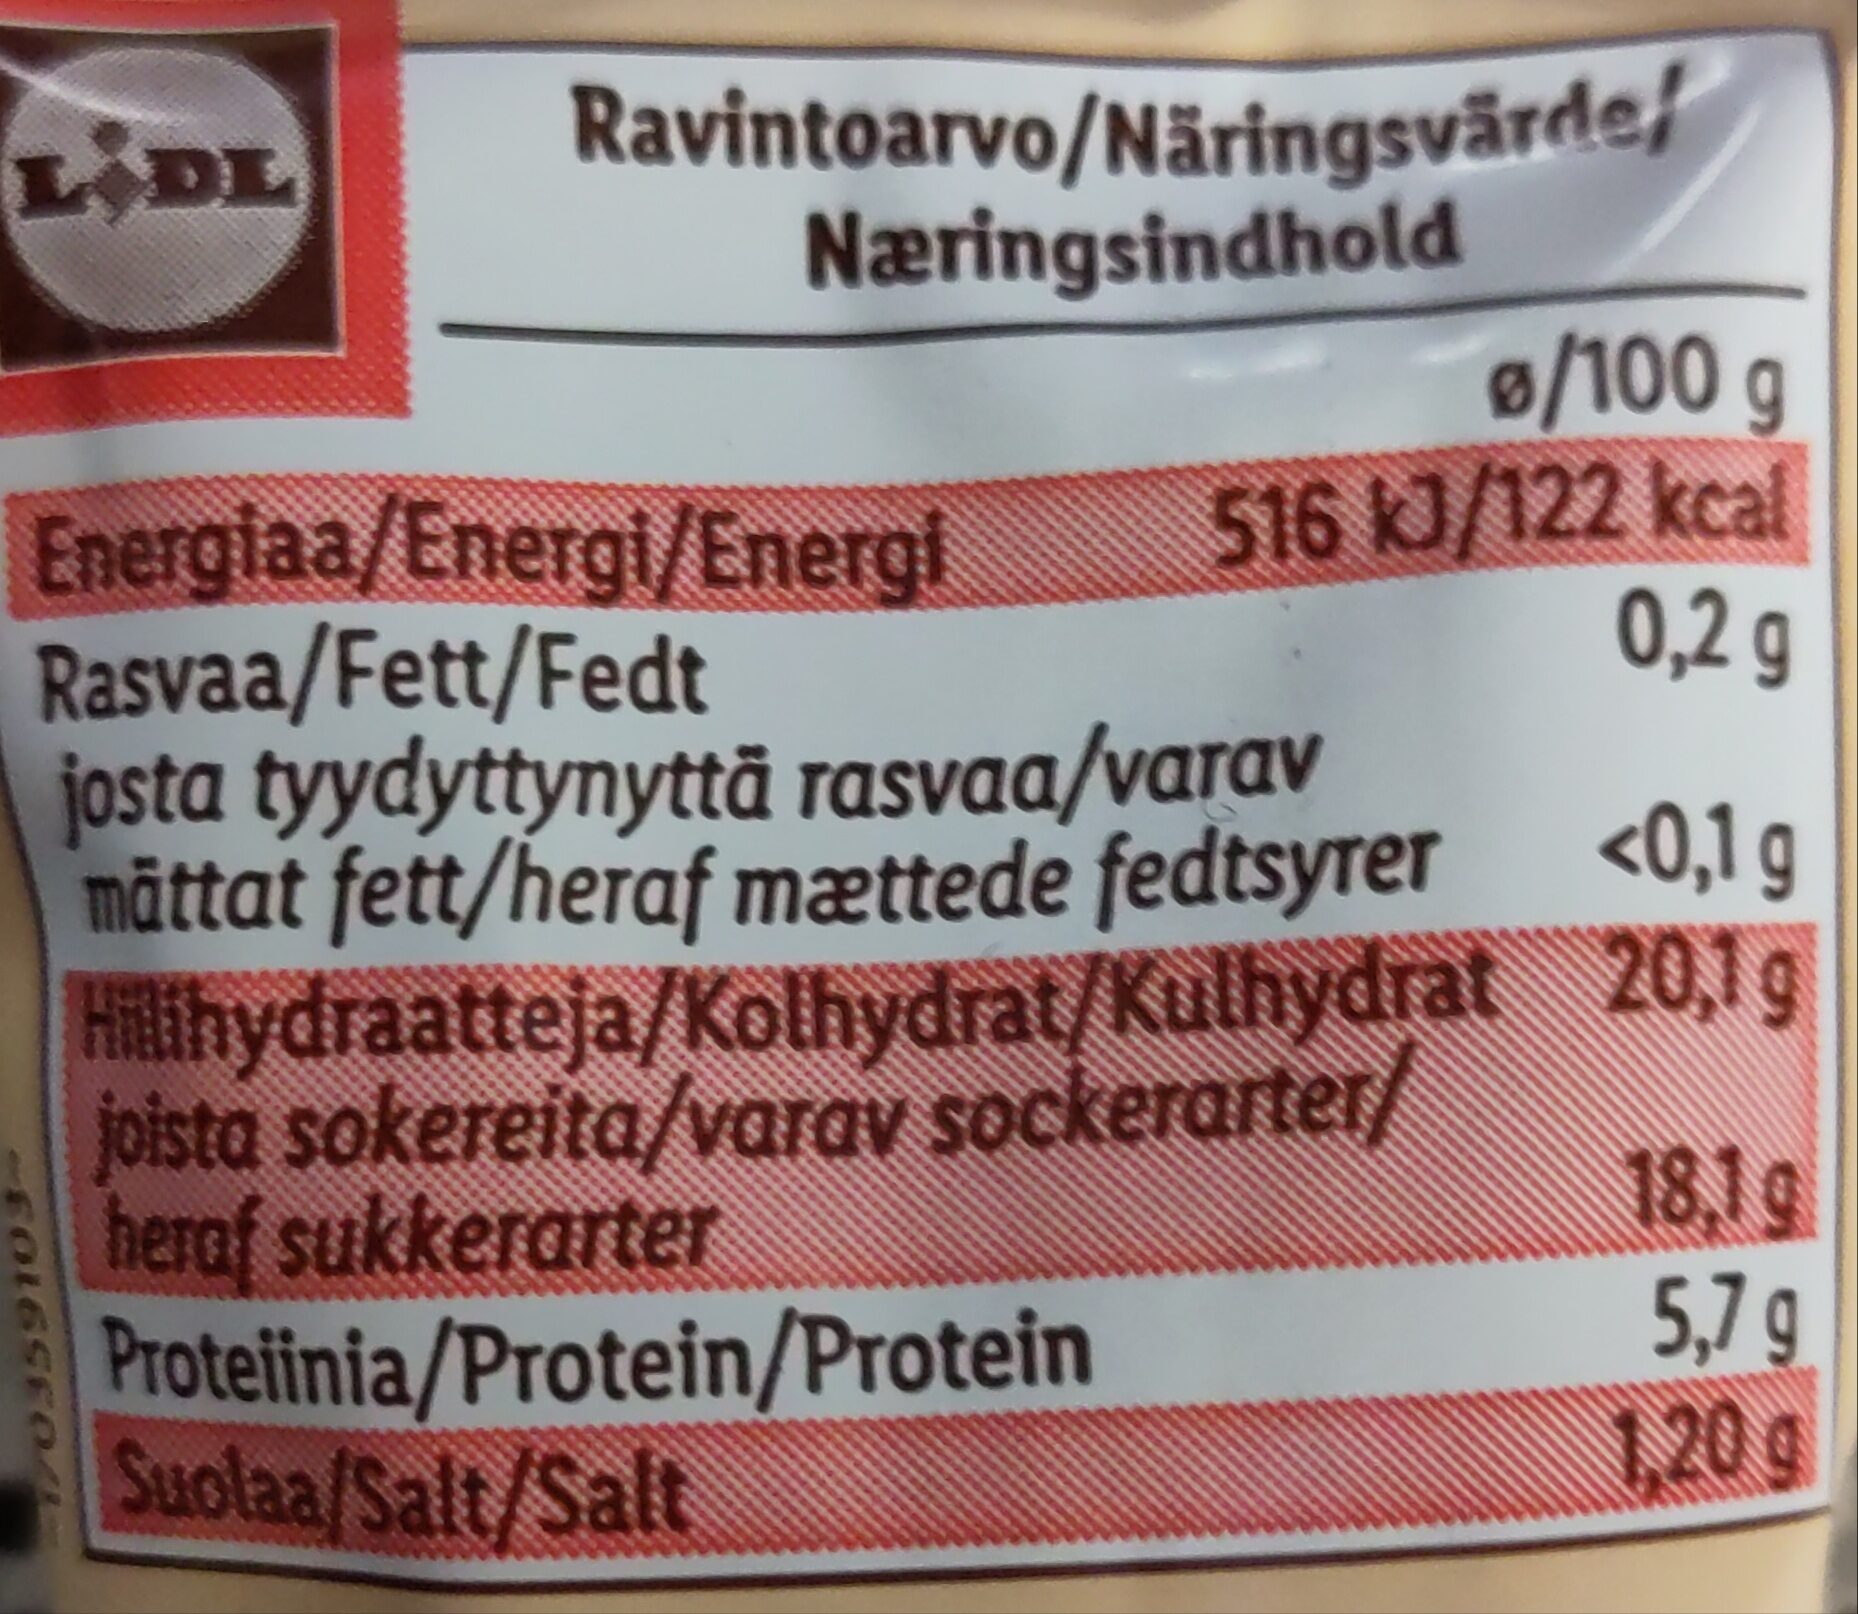 LiDL
Ravintoarvo/Näringsvärde/
Næringsindhold
ø/100 g
Energiaa/Energi/Energi 516 kJ/122 kcal
Rasvaa/Fett/Fedt 0,2 g
josta tyydyttynyttä rasvaa/varav
mättat fett/heraf mættede fedtsyrer <0,1 g
Hiilihydraatteja/Kolhydrat/Kulhydrat 20,1 g
joista sokereita/varav sockerarter/
heraf sukkerarter 18,1 g
Proteiinia/Protein/Protein 5,7 g
Suolaa/Salt/Salt 1,20 g